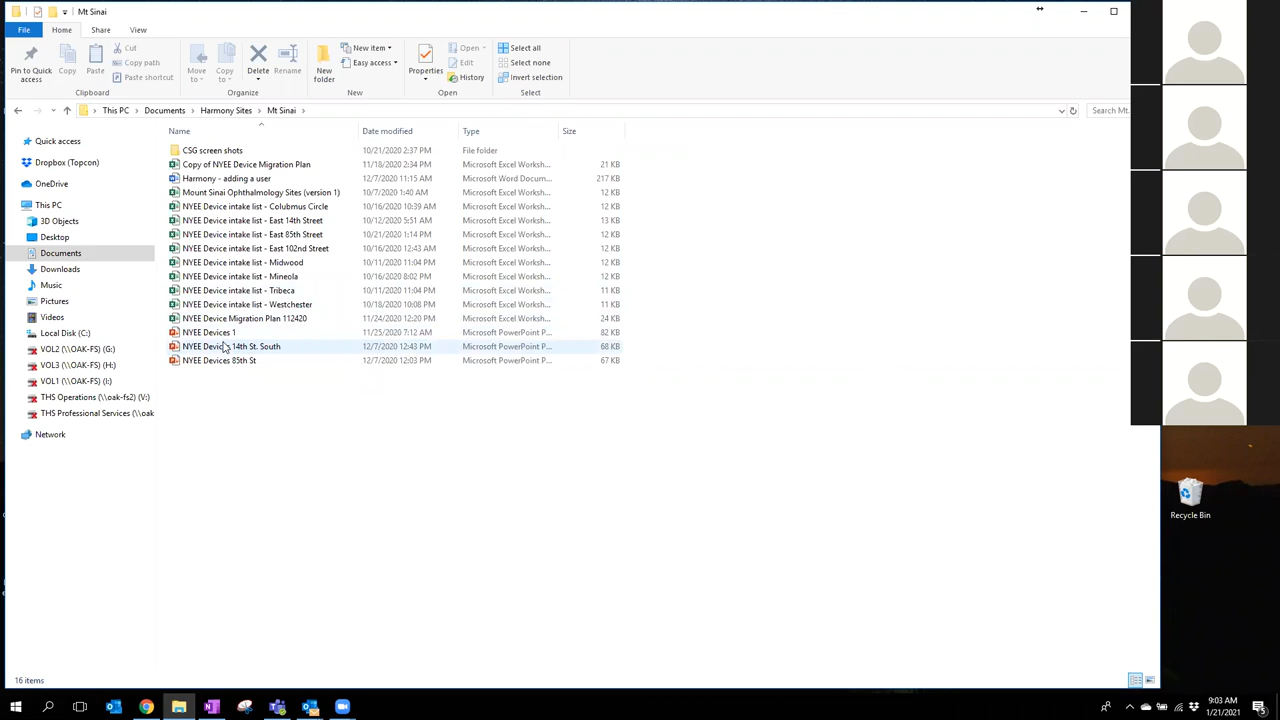 Mt Sinai
File Home Share View
Pin to Quick access
Copy
Paste
Cut
Copy path
Paste shortcut
Clipboard
Move to
Copy to
Delete
Rename
Organize
New folder
New item
Easy access
New
Properties
Open
Edit
History
Open
Select all
Select none
Invert selection
Select
This PC > Documents > Harmony Sites > Mt Sinai >
Search Mt.
Name Date modified Type Size
Quick access
Dropbox (Topcon)
OneDrive
This PC
3D Objects
Desktop
Documents
Downloads
Music
Pictures
Videos
Local Disk (C:)
VOL2 (\\OAK-FS) (G:)
VOL3 (\\OAK-FS) (H:)
VOL1 (\\OAK-FS) (I:)
THS Operations (\\oak-fs2) (V:)
THS Professional Services (\\oak
Network
CSG screen shots 10/21/2020 2:37 PM File folder
Copy of NYEE Device Migration Plan 11/18/2020 2:34 PM Microsoft Excel Worksh... 21 KB
Harmony - adding a user 12/7/2020 11:15 AM Microsoft Word Docum... 217 KB
Mount Sinai Ophthalmology Sites (version 1) 10/7/2020 1:40 AM Microsoft Excel Worksh... 12 KB
NYEE Device intake list - Colubmus Circle 10/16/2020 10:39 AM Microsoft Excel Worksh... 12 KB
NYEE Device intake list - East 14th Street 10/12/2020 5:51 AM Microsoft Excel Worksh... 13 KB
NYEE Device intake list - East 85th Street 10/21/2020 1:14 PM Microsoft Excel Worksh... 12 KB
NYEE Device intake list - East 102nd Street 10/16/2020 12:43 AM Microsoft Excel Worksh... 12 KB
NYEE Device intake list - Midwood 10/11/2020 11:04 PM Microsoft Excel Worksh... 12 KB
NYEE Device intake list - Mineola 10/16/2020 8:02 PM Microsoft Excel Worksh... 12 KB
NYEE Device intake list - Tribeca 10/11/2020 11:04 PM Microsoft Excel Worksh... 11 KB
NYEE Device intake list - Westchester 10/18/2020 10:08 PM Microsoft Excel Worksh... 11 KB
NYEE Device Migration Plan 112420 11/24/2020 12:20 PM Microsoft Excel Worksh... 24 KB
NYEE Devices 1 11/25/2020 7:12 AM Microsoft PowerPoint P... 82 KB
NYEE Devices 14th St. South 12/7/2020 12:43 PM Microsoft PowerPoint P... 68 KB
NYEE Devices 85th St 12/7/2020 12:03 PM Microsoft PowerPoint P... 67 KB
Recycle Bin
16 items
9:03 AM
1/21/2021